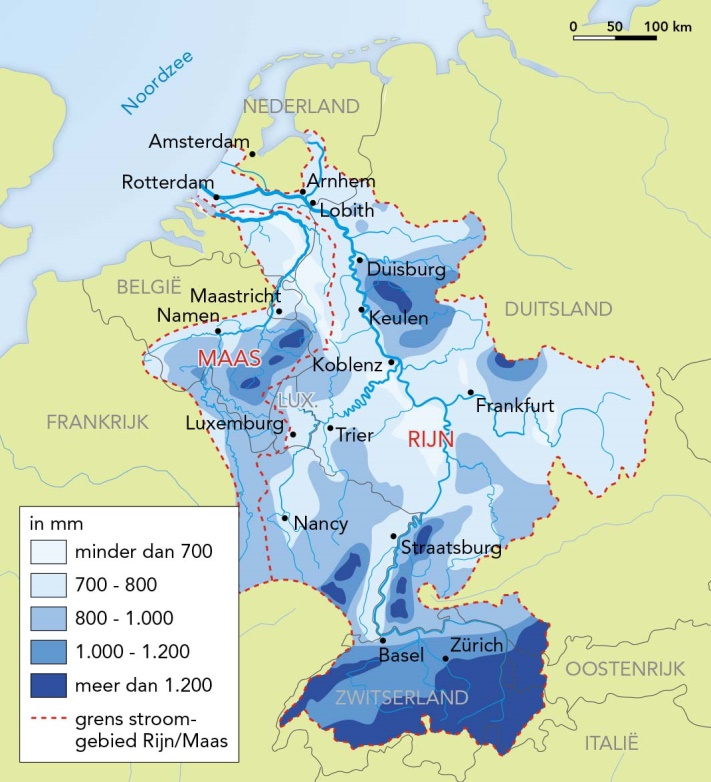 0 50 100 km
Noordzee
NEDERLAND
Amsterdam
Rotterdam
Arnhem
Lobith
BELGIË
Duisburg
Maastricht
Namen
Keulen
DUITSLAND
MAAS
Koblenz
LUX.
Frankfurt
FRANKRIJK
Luxemburg
Trier
RIJN
Nancy
Straatsburg
Basel
Zürich
ZWITSERLAND
OOSTENRIJK
ITALIË
in mm
minder dan 700
700 - 800
800 - 1.000
1.000 - 1.200
meer dan 1.200
grens stroom-
gebied Rijn/Maas